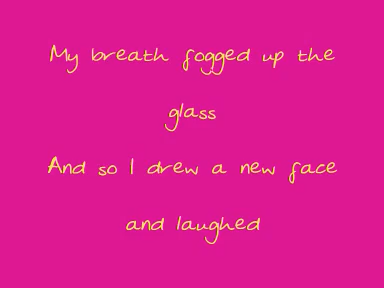 My breath fogged up the
glass
And so I drew a new face
and laughed